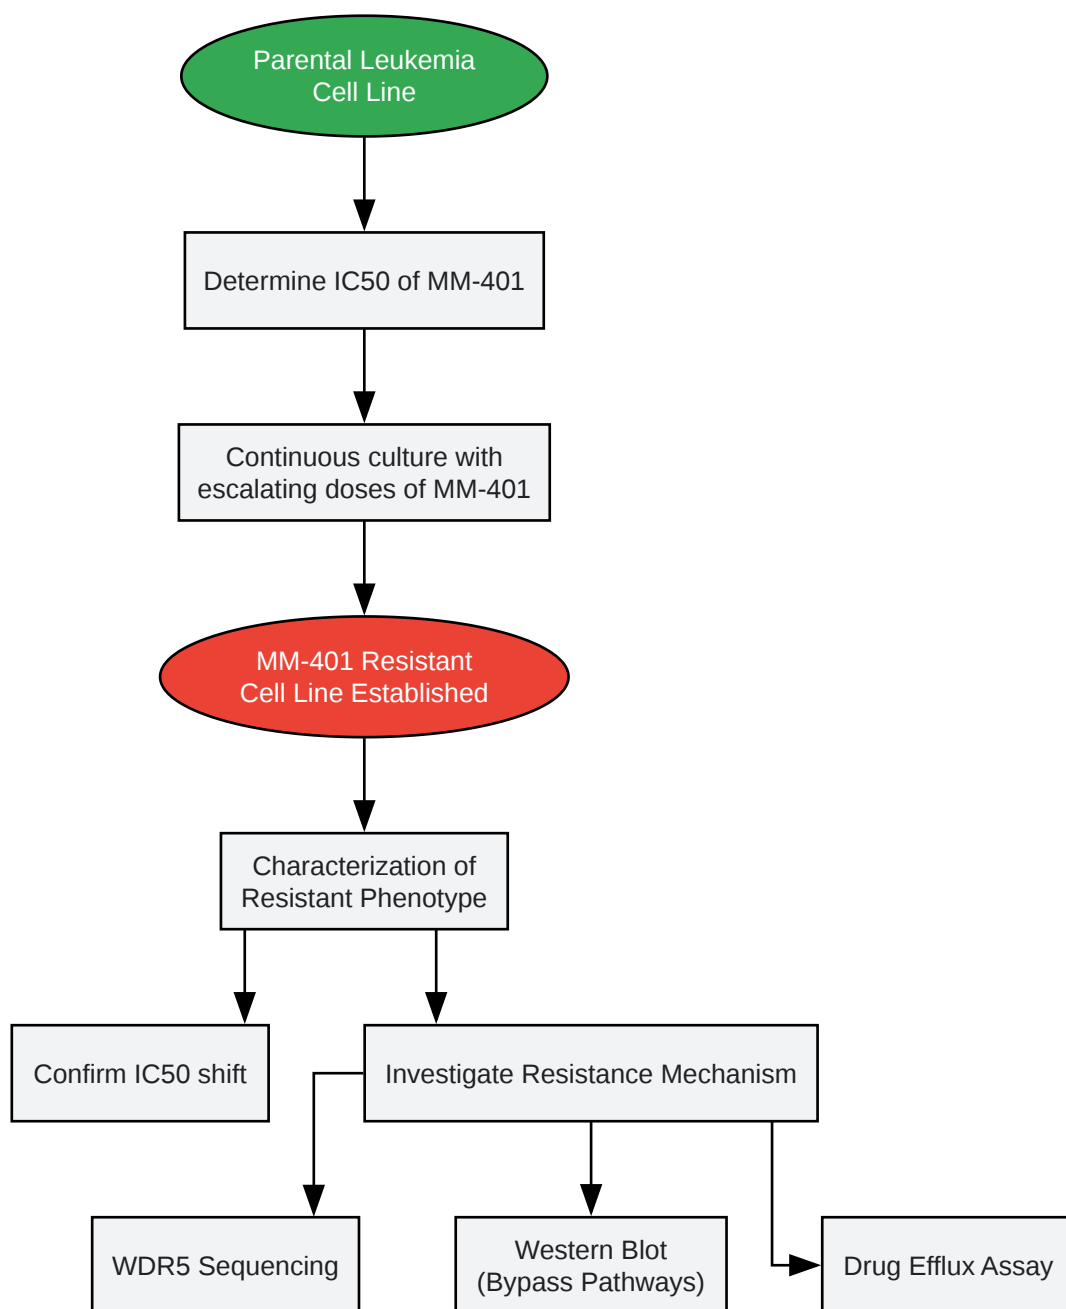 Parental Leukemia
Cell Line
Determine IC50 of MM-401
Continuous culture with
escalating doses of MM-401
MM-401 Resistant
Cell Line Established
Characterization of
Resistant Phenotype
Confirm IC50 shift
Investigate Resistance Mechanism
WDR5 Sequencing
Western Blot
(Bypass Pathways)
Drug Efflux Assay